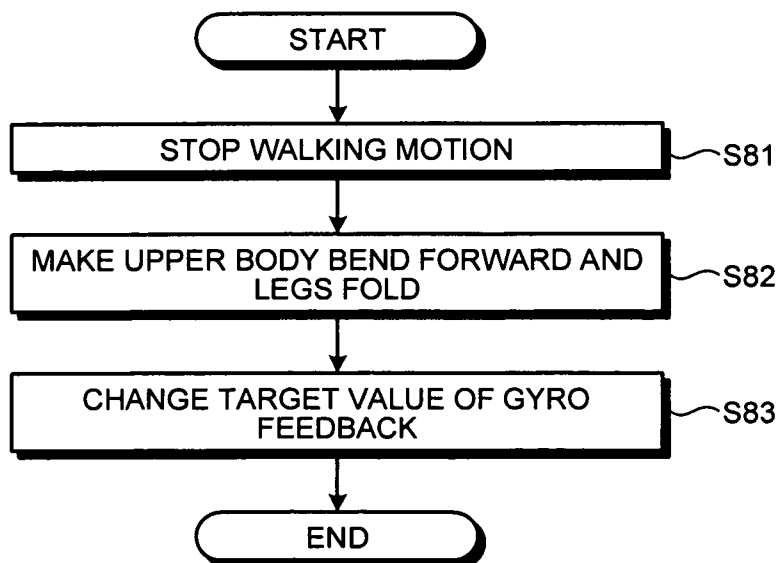 START
STOP WALKING MOTION
S81
MAKE UPPER BODY BEND FORWARD AND
LEGS FOLD
S82
CHANGE TARGET VALUE OF GYRO
FEEDBACK
S83
END